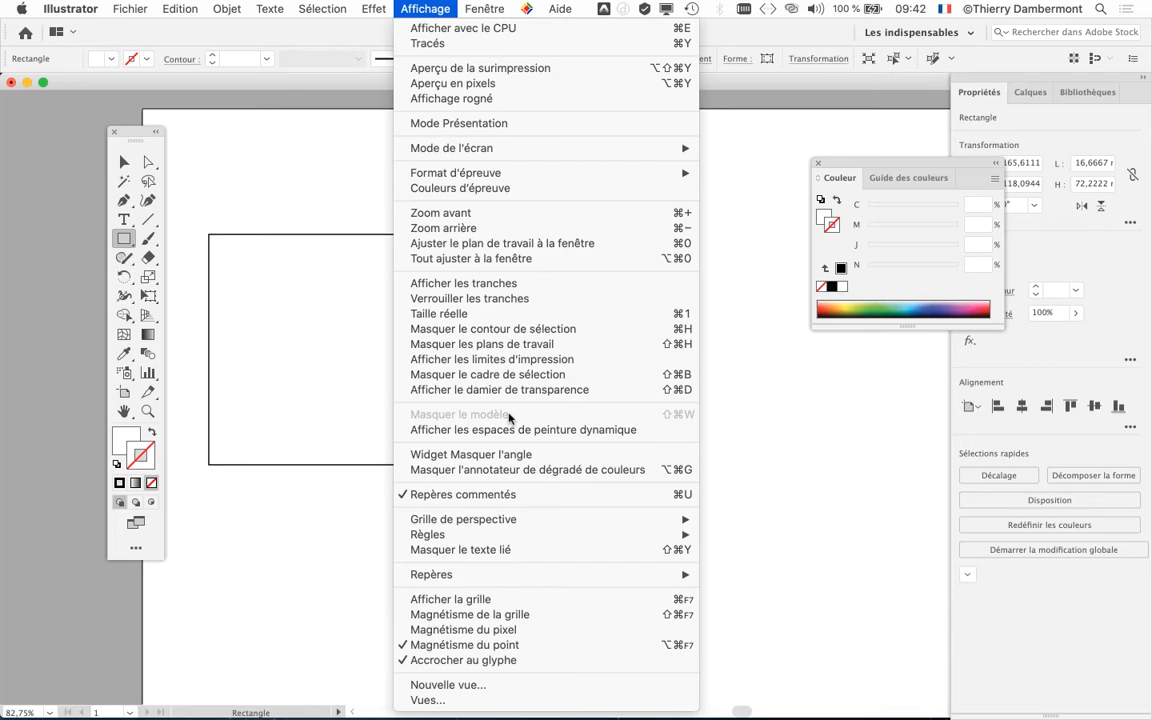 Illustrator Fichier Edition Objet Texte Sélection Effet Affichage Fenêtre Aide 100 % 09:42 ©Thierry Dambermont
Les indispensables Rechercher dans Adobe Stock
Rectangle Contour : Forme : Transformation
Afficher avec le CPU ⌘E
Tracés ⌘Y
Aperçu de la surimpression ⌥⇧⌘Y
Aperçu en pixels ⌥⌘Y
Affichage rogné
Mode Présentation
Mode de l'écran
Format d'épreuve
Couleurs d'épreuve
Zoom avant ⌘+
Zoom arrière ⌘−
Ajuster le plan de travail à la fenêtre ⌘0
Tout ajuster à la fenêtre ⌥⌘0
Afficher les tranches
Verrouiller les tranches
Taille réelle ⌘1
Masquer le contour de sélection ⌘H
Masquer les plans de travail ⇧⌘H
Afficher les limites d'impression
Masquer le cadre de sélection ⇧⌘B
Afficher le damier de transparence ⇧⌘D
Masquer le modèle ⇧⌘W
Afficher les espaces de peinture dynamique
Widget Masquer l'angle
Masquer l'annotateur de dégradé de couleurs ⌥⌘G
✓ Repères commentés ⌘U
Grille de perspective
Règles
Masquer le texte lié ⇧⌘Y
Repères
Afficher la grille ⌘F7
Magnétisme de la grille ⇧⌘F7
Magnétisme du pixel
✓ Magnétisme du point ⌥⌘F7
✓ Accrocher au glyphe
Nouvelle vue...
Vues...
Couleur Guide des couleurs
C %
M %
J %
N %
Propriétés Calques Bibliothèques
Rectangle
Transformation
165,6111 L : 16,6667
118,0944 H : 72,2222
100%
fx
Alignement
Sélections rapides
Décalage Décomposer la forme
Disposition
Redéfinir les couleurs
Démarrer la modification globale
82,75% 1 Rectangle